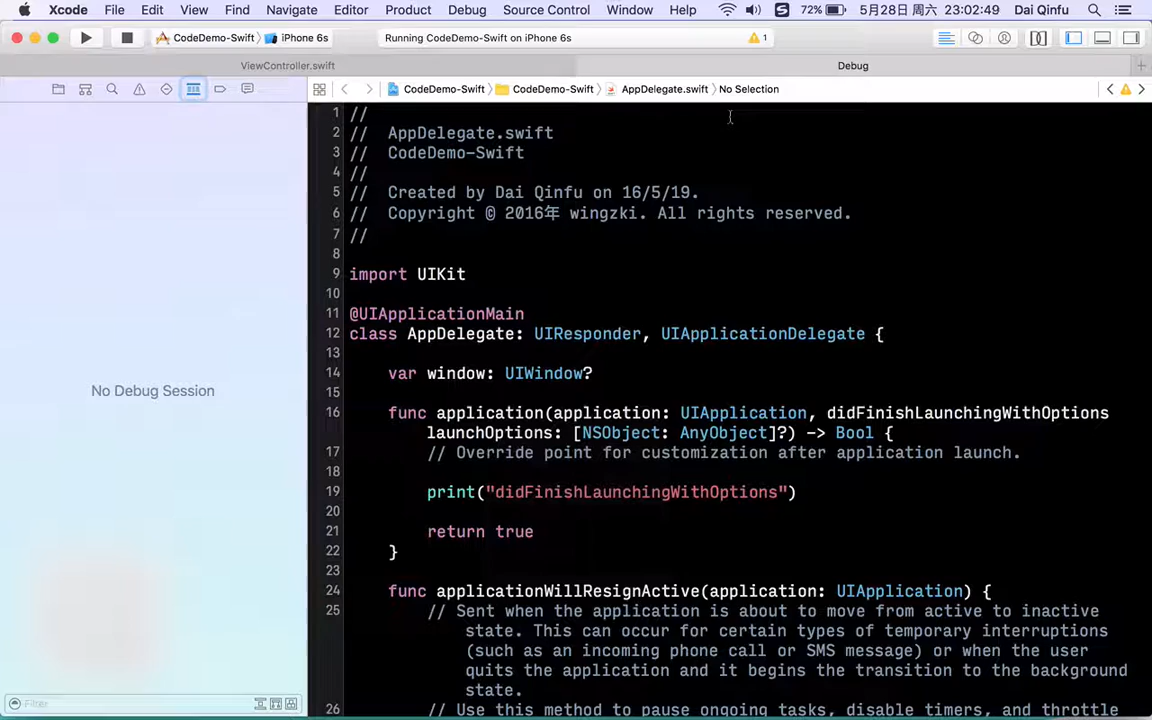 Xcode File Edit View Find Navigate Editor Product Debug Source Control Window Help 72% 5月28日 周六 23:02:49 Dai Qinfu
CodeDemo-Swift iPhone 6s Running CodeDemo-Swift on iPhone 6s 1
ViewController.swift Debug
CodeDemo-Swift CodeDemo-Swift AppDelegate.swift No Selection
No Debug Session
Filter
1 //
2 // AppDelegate.swift
3 // CodeDemo-Swift
4 //
5 // Created by Dai Qinfu on 16/5/19.
6 // Copyright © 2016年 wingzki. All rights reserved.
7 //
8
9 import UIKit
10
11 @UIApplicationMain
12 class AppDelegate: UIResponder, UIApplicationDelegate {
13
14 var window: UIWindow?
15
16 func application(application: UIApplication, didFinishLaunchingWithOptions
launchOptions: [NSObject: AnyObject]?) -> Bool {
17 // Override point for customization after application launch.
18
19 print("didFinishLaunchingWithOptions")
20
21 return true
22 }
23
24 func applicationWillResignActive(application: UIApplication) {
25 // Sent when the application is about to move from active to inactive
state. This can occur for certain types of temporary interruptions
(such as an incoming phone call or SMS message) or when the user
quits the application and it begins the transition to the background
state.
26 // Use this method to pause ongoing tasks, disable timers, and throttle